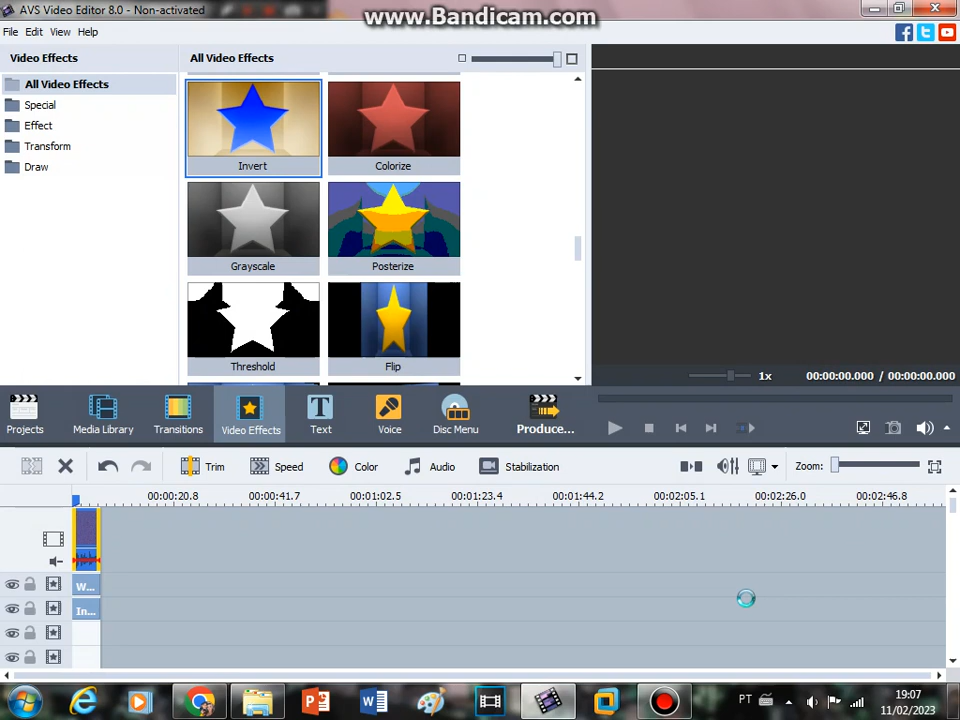 AVS Video Editor 8.0 - Non-activated
www.Bandicam.com
File Edit View Help
Video Effects
All Video Effects
All Video Effects
Special
Effect
Transform
Draw
Invert
Colorize
Grayscale
Posterize
Threshold
Flip
1x
00:00:00.000 / 00:00:00.000
Projects
Media Library
Transitions
Video Effects
Text
Voice
Disc Menu
Produce...
Trim
Speed
Color
Audio
Stabilization
Zoom:
00:00:20.8
00:00:41.7
00:01:02.5
00:01:23.4
00:01:44.2
00:02:05.1
00:02:26.0
00:02:46.8
W...
In...
PT
19:07
11/02/2023